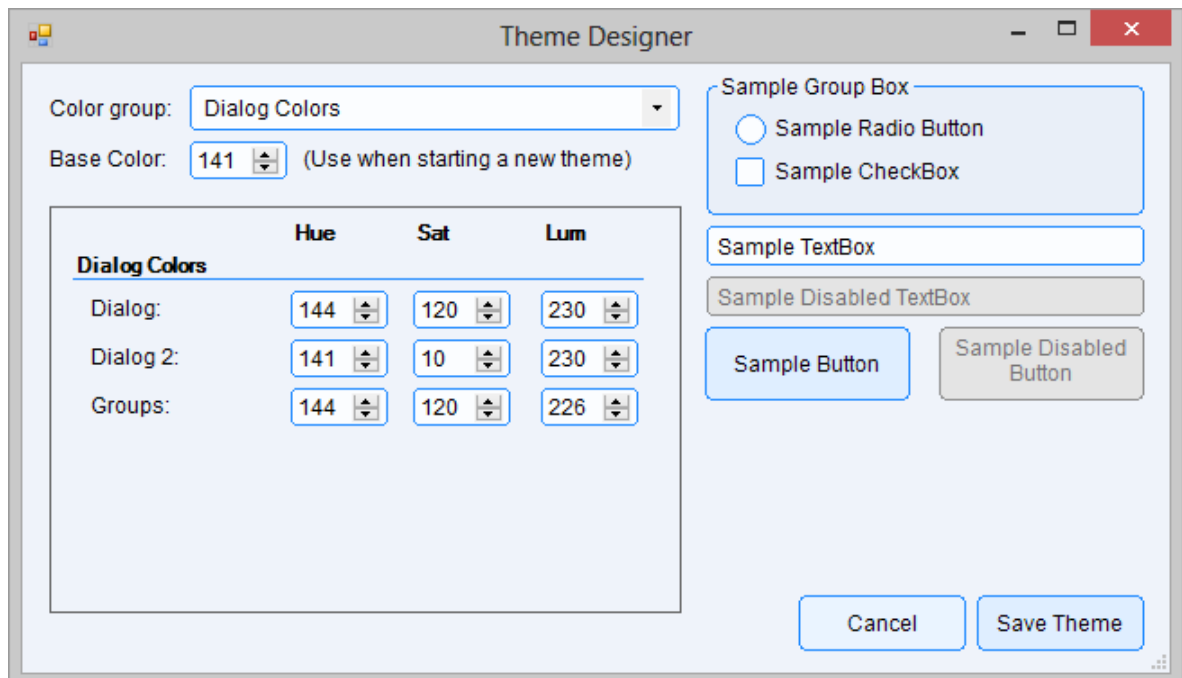 Theme Designer
Color group: Dialog Colors
Base Color: 141 (Use when starting a new theme)
Hue Sat Lum
Dialog Colors
Dialog: 144 120 230
Dialog 2: 141 10 230
Groups: 144 120 226
Sample Group Box
Sample Radio Button
Sample CheckBox
Sample TextBox
Sample Disabled TextBox
Sample Button
Sample Disabled
Button
Cancel
Save Theme